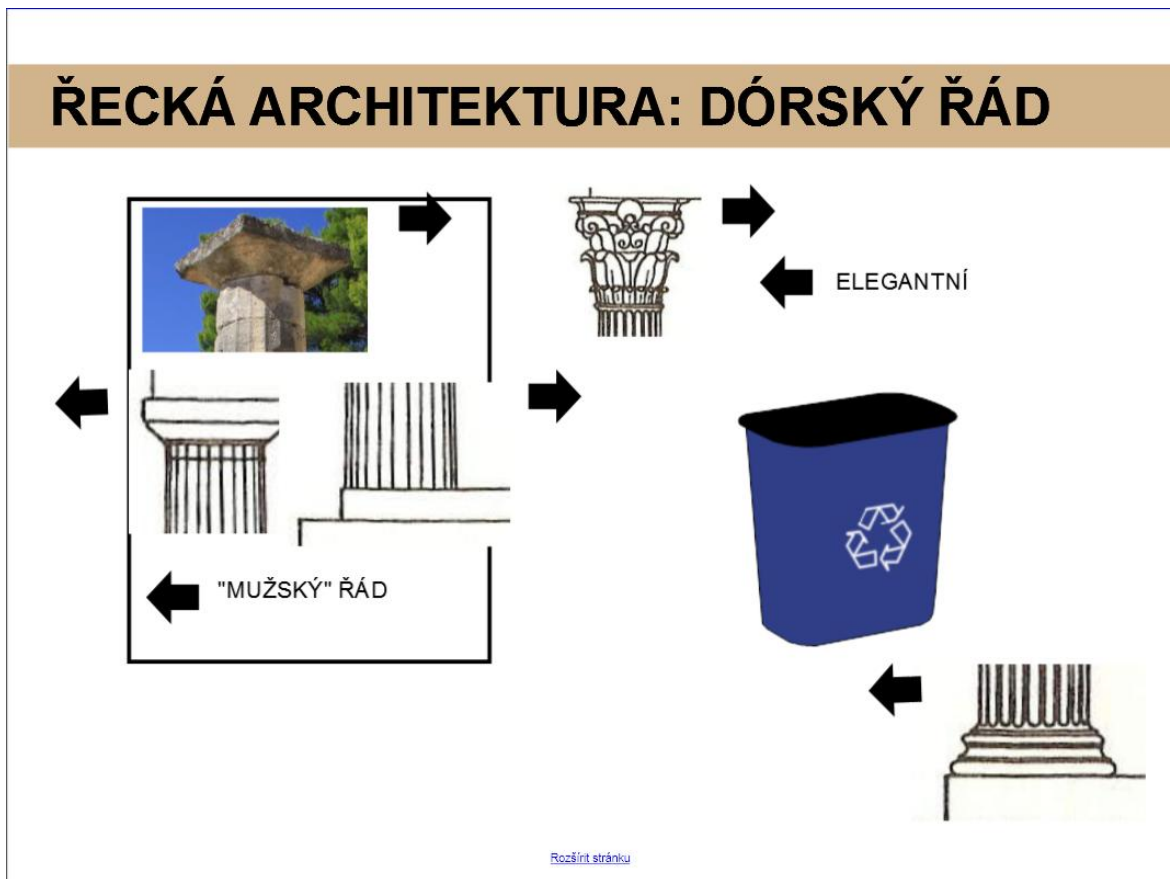 ŘECKÁ ARCHITEKTURA: DÓRSKÝ ŘÁD
ELEGANTNÍ
"MUŽSKÝ" ŘÁD
Rozšířit stránku